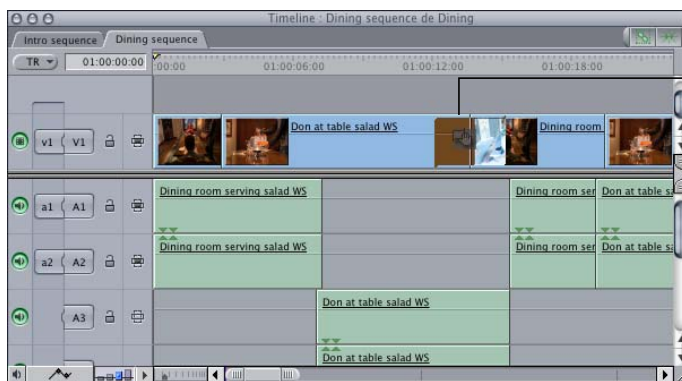 Timeline : Dining sequence de Dining
Intro sequence
Dining sequence
TR
01:00:00:00
:00:00
01:00:06:00
01:00:12:00
01:00:18:00
v1
V1
Don at table salad WS
Dining room
a1
A1
Dining room serving salad WS
Dining room ser
Don at table sa
a2
A2
Dining room serving salad WS
Dining room ser
Don at table sa
A3
Don at table salad WS
Don at table salad WS